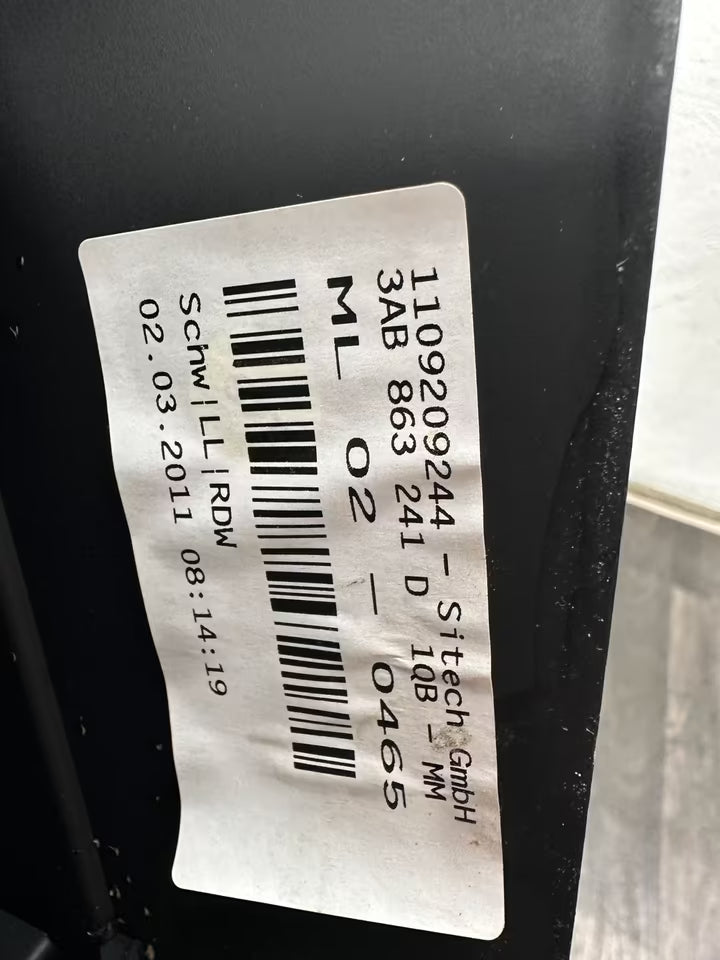 1109209244 - Sitech GmbH
3AB 863 241 D 1QB - MM
ML 02 - 0465
Schw|LL|RDW
02.03.2011 08:14:19